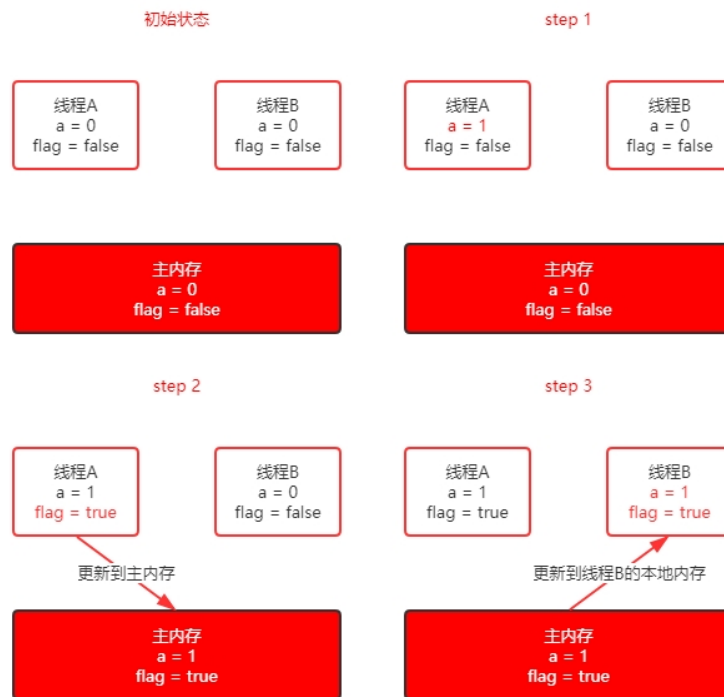 初始状态
线程A
a = 0
flag = false
线程B
a = 0
flag = false
主内存
a = 0
flag = false
step 1
线程A
a = 1
flag = false
线程B
a = 0
flag = false
主内存
a = 0
flag = false
step 2
线程A
a = 1
flag = true
线程B
a = 0
flag = false
更新到主内存
主内存
a = 1
flag = true
step 3
线程A
a = 1
flag = true
线程B
a = 1
flag = true
更新到线程B的本地内存
主内存
a = 1
flag = true